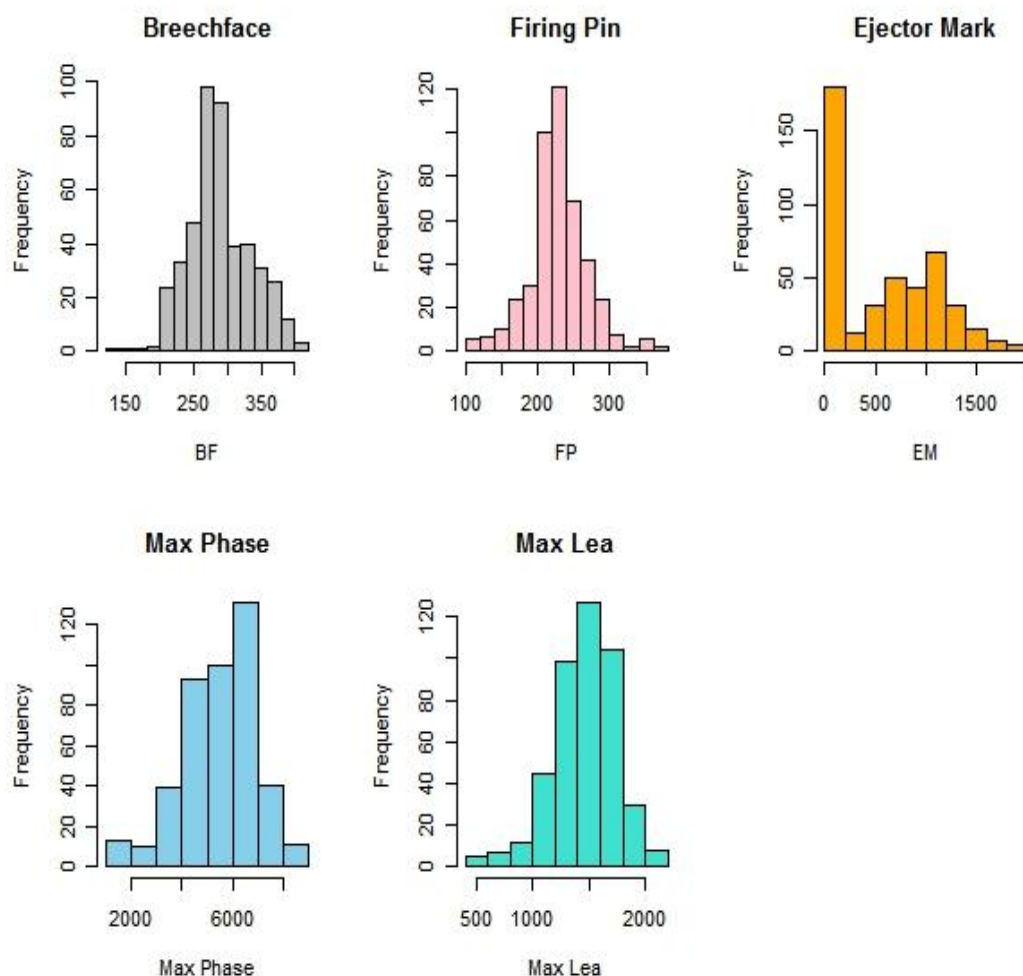 Breechface
Frequency
0 20 40 60 80 100
150 250 350
BF
Firing Pin
Frequency
0 20 40 60 80 120
100 200 300
FP
Ejector Mark
Frequency
0 50 100 150
0 500 1500
EM
Max Phase
Frequency
0 20 40 60 80 120
2000 6000
Max Phase
Max Lea
Frequency
0 20 40 60 80 120
500 1000 2000
Max Lea